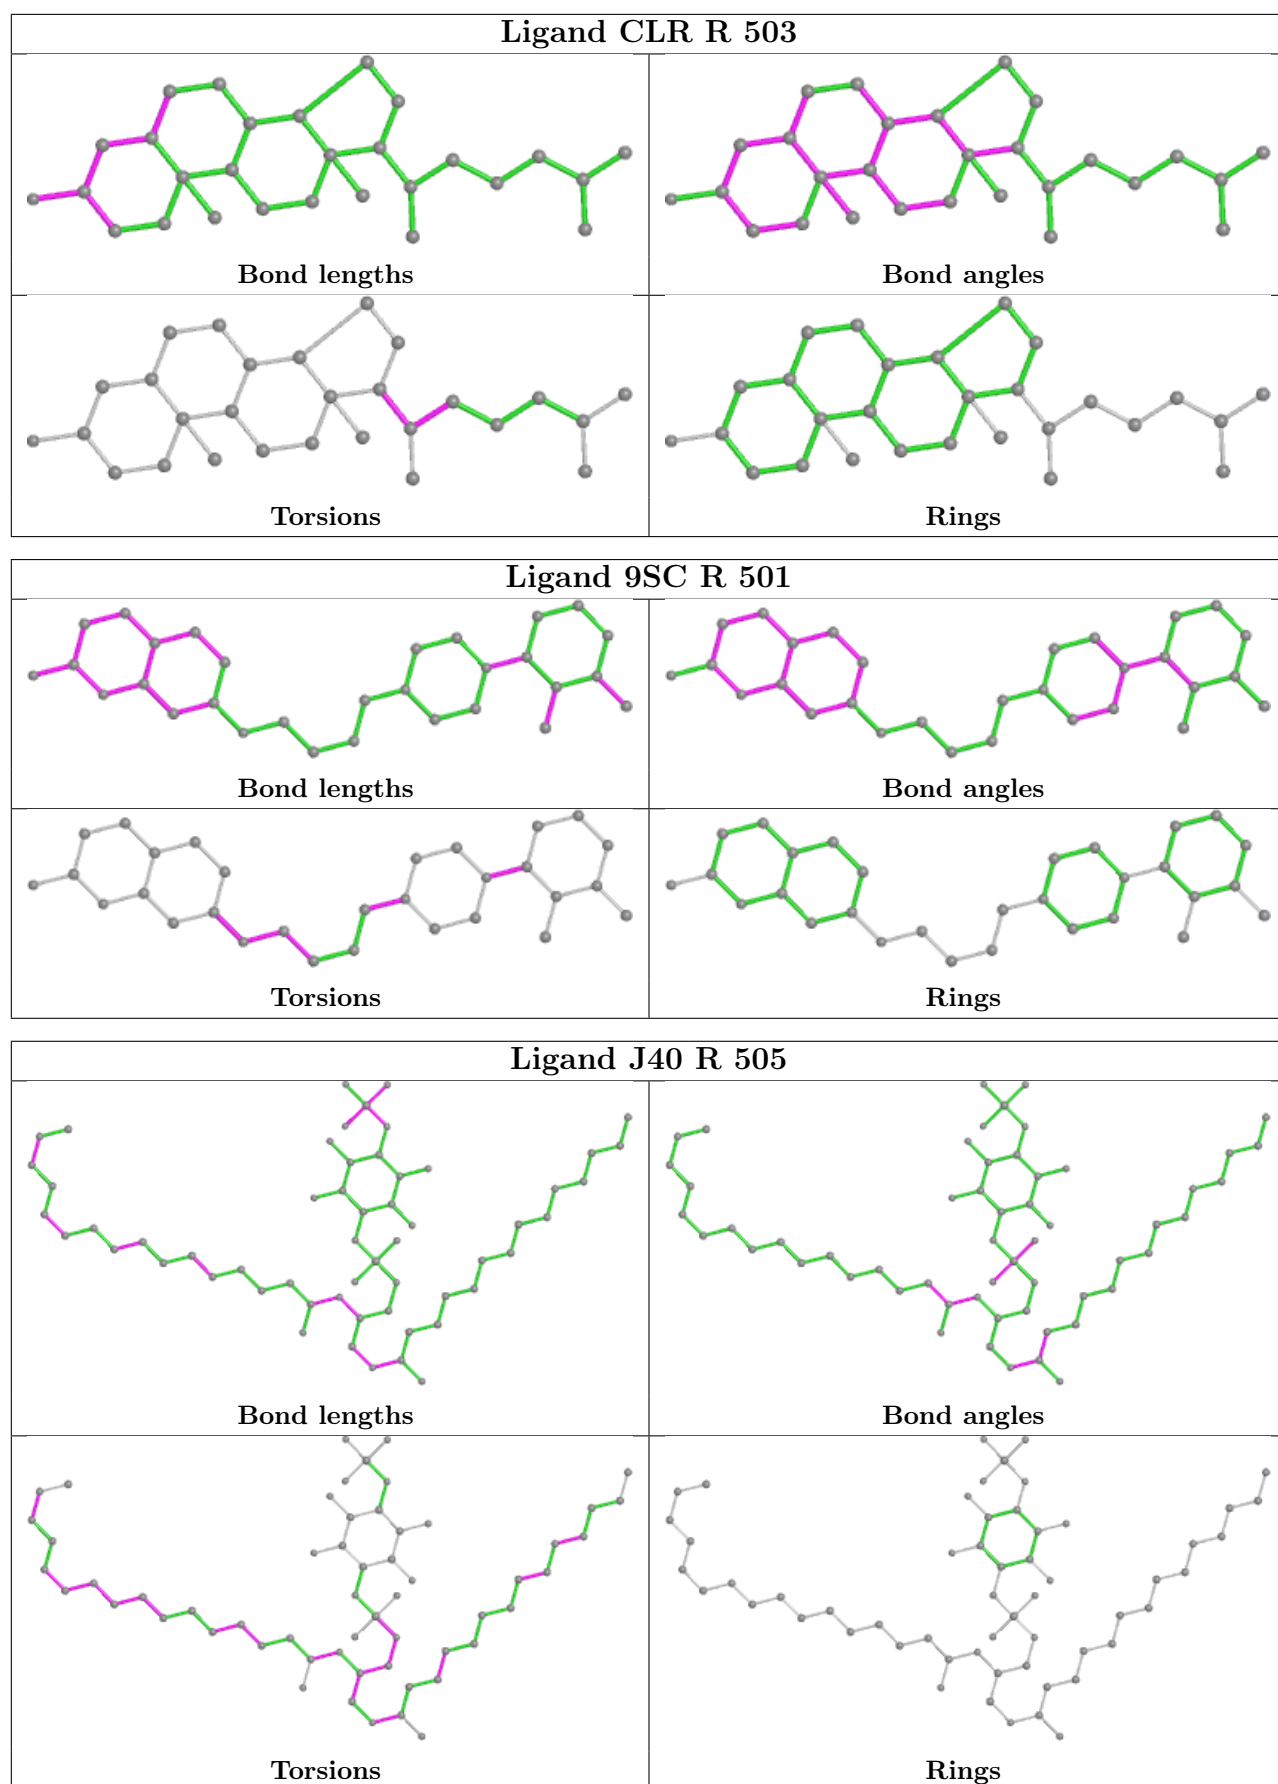 Ligand CLR R 503
Bond lengths
Bond angles
Torsions
Rings
Ligand 9SC R 501
Bond lengths
Bond angles
Torsions
Rings
Ligand J40 R 505
Bond lengths
Bond angles
Torsions
Rings